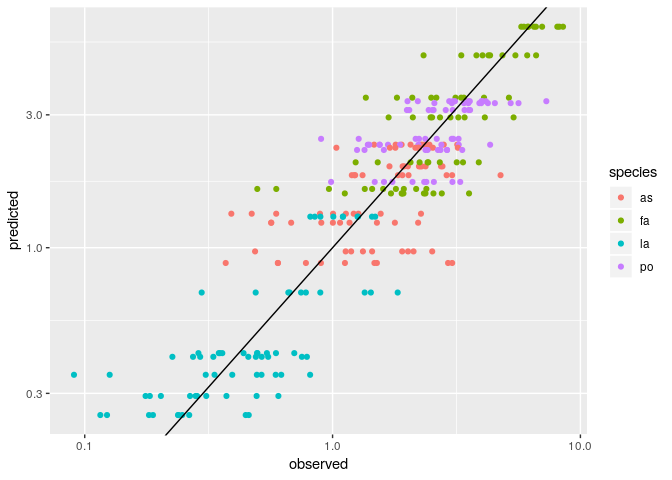 3.0
1.0
0.3
predicted
0.1
1.0
10.0
observed
species
as
fa
la
po